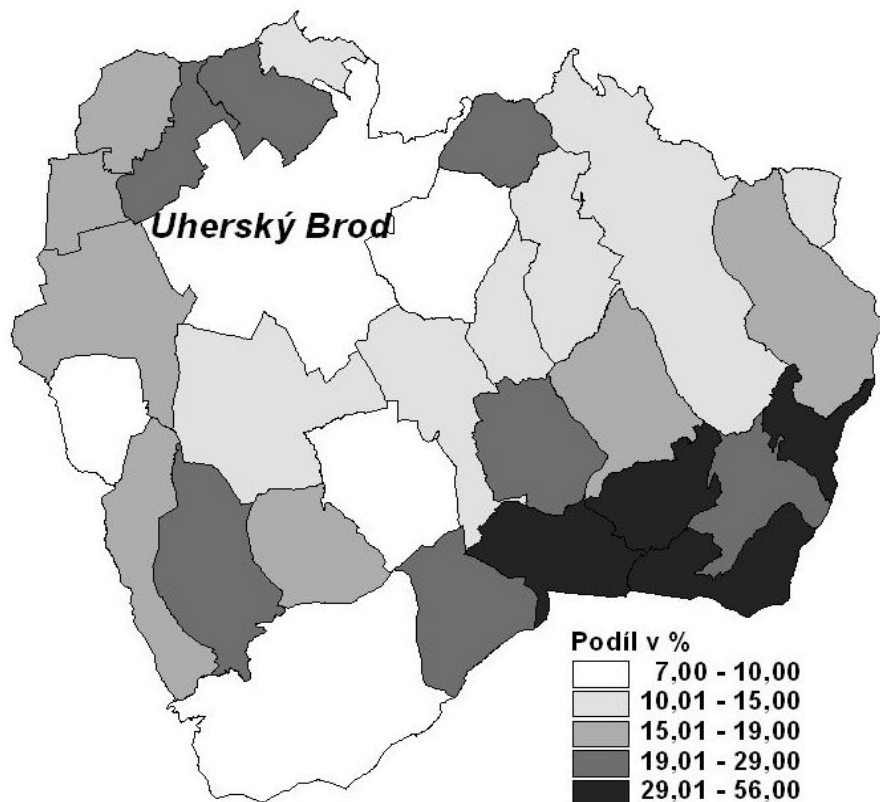 Uherský Brod
Podíl v %
7,00 - 10,00
10,01 - 15,00
15,01 - 19,00
19,01 - 29,00
29,01 - 56,00